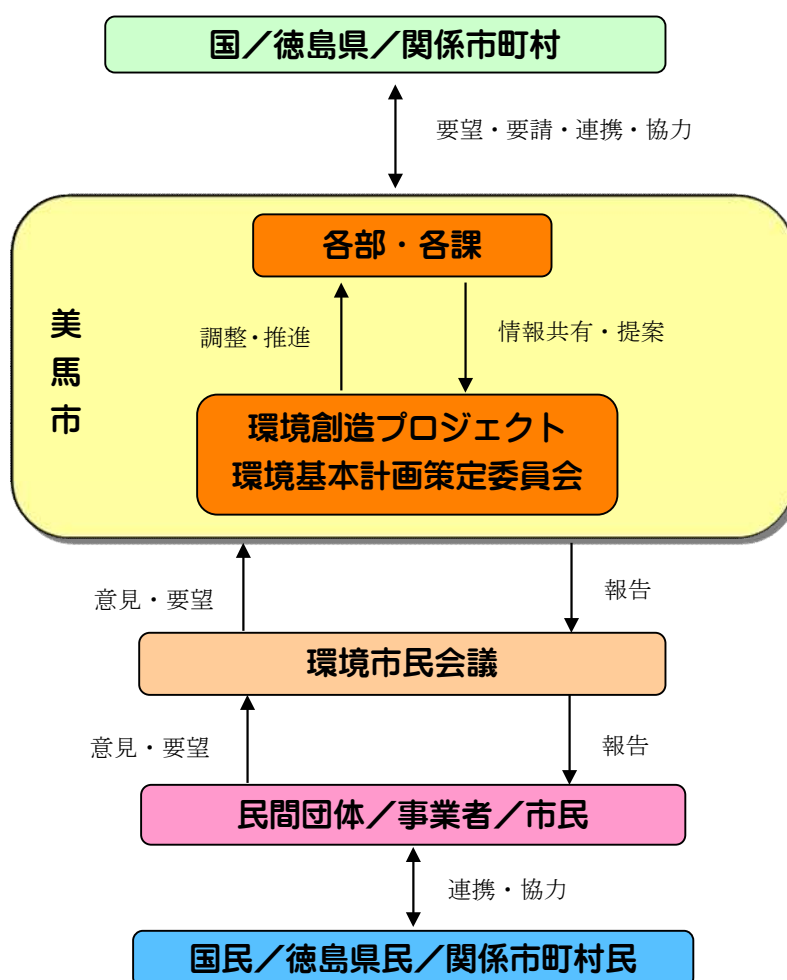 国／徳島県／関係市町村
要望・要請・連携・協力
各部・各課
美馬市
調整・推進
情報共有・提案
環境創造プロジェクト
環境基本計画策定委員会
意見・要望
報告
環境市民会議
意見・要望
報告
民間団体／事業者／市民
連携・協力
国民／徳島県民／関係市町村民